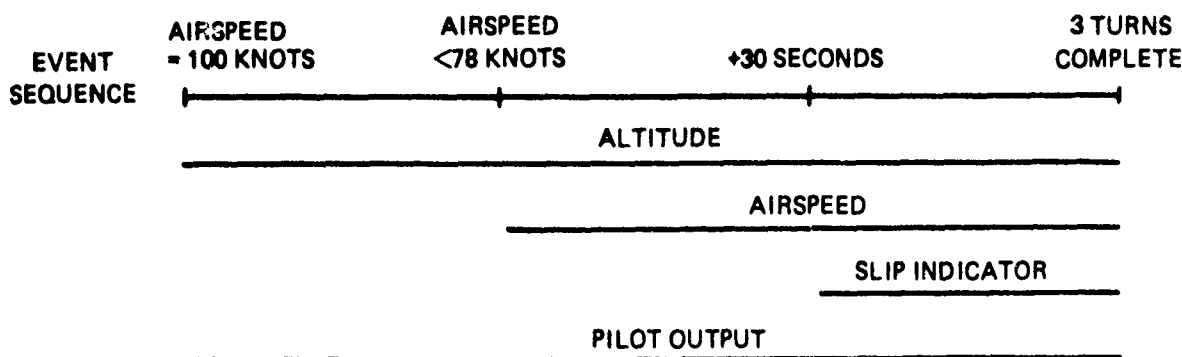 AIRSPEED
= 100 KNOTS
AIRSPEED
<78 KNOTS
+30 SECONDS
3 TURNS
COMPLETE
EVENT
SEQUENCE
ALTITUDE
AIRSPEED
SLIP INDICATOR
PILOT OUTPUT